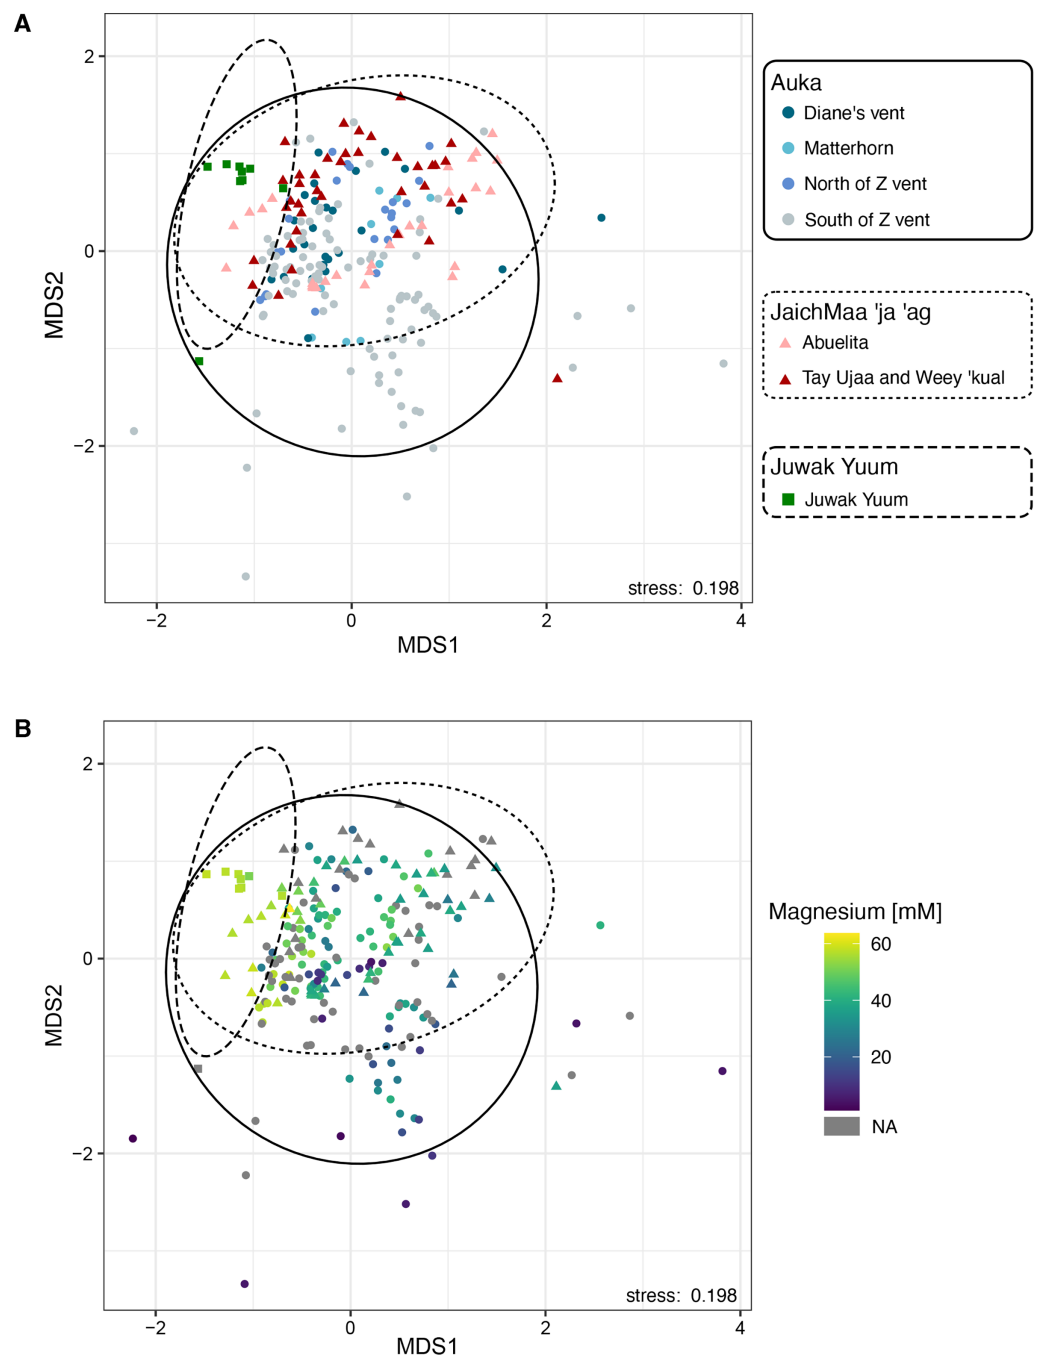 A
2
0
−2
MDS2
−2
0
2
4
MDS1
stress: 0.198
Auka
Diane's vent
Matterhorn
North of Z vent
South of Z vent
JaichMaa 'ja 'ag
Abuelita
Tay Ujaa and Weey 'kual
Juwak Yuum
Juwak Yuum
B
2
0
−2
MDS2
−2
0
2
4
MDS1
stress: 0.198
Magnesium [mM]
60
40
20
NA